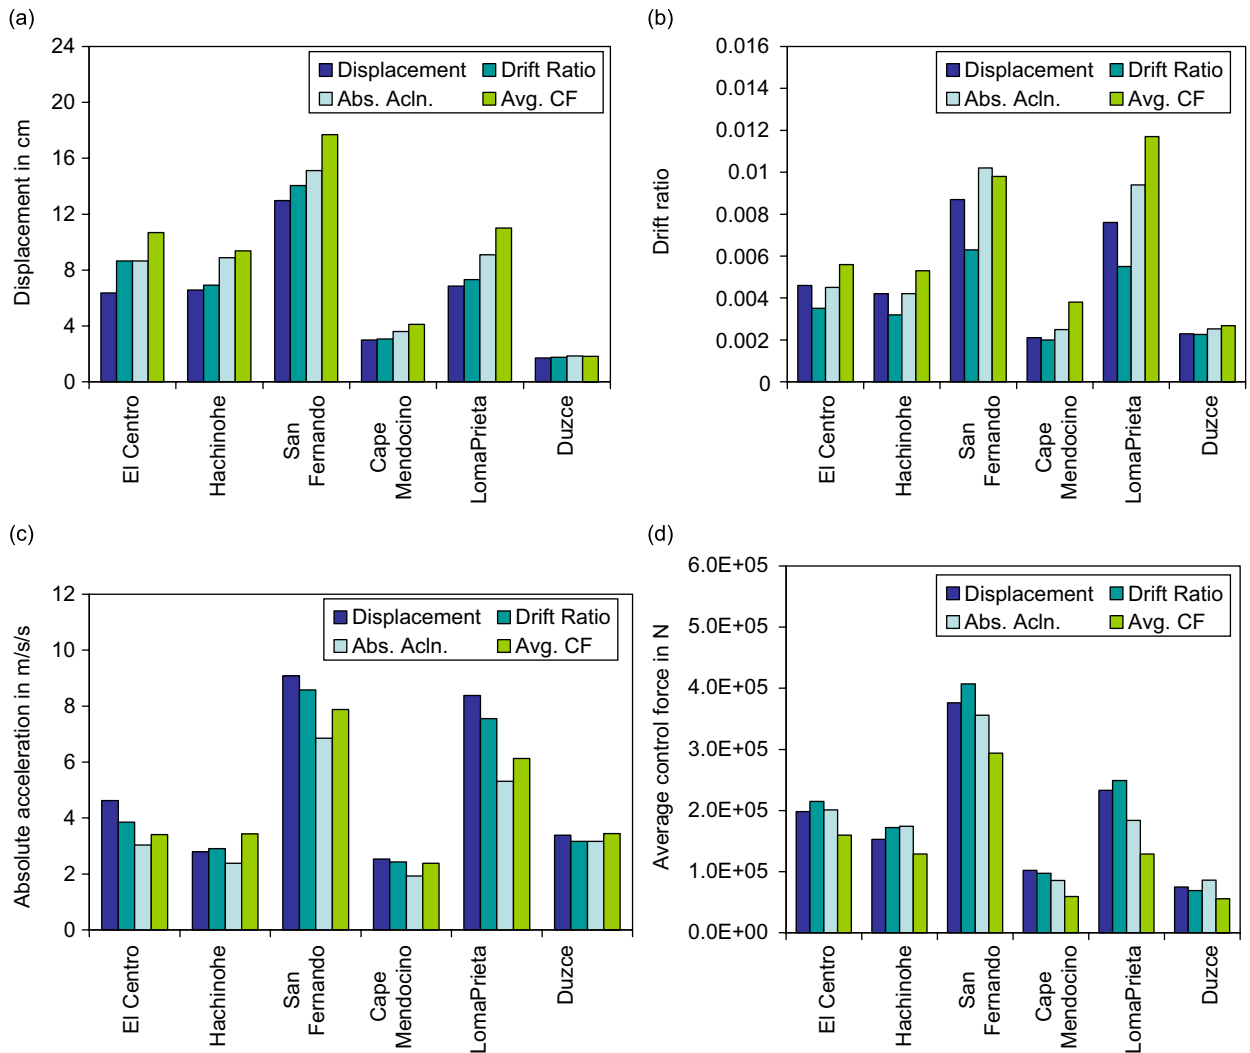 (a)
Displacement in cm
24
20
16
12
8
4
0
Displacement
Drift Ratio
Abs. Acln.
Avg. CF
El Centro
Hachinohe
San
Fernando
Cape
Mendocino
LomaPrieta
Duzce
(b)
Drift ratio
0.016
0.014
0.012
0.010
0.008
0.006
0.004
0.002
0
Displacement
Drift Ratio
Abs. Acln.
Avg. CF
El Centro
Hachinohe
San
Fernando
Cape
Mendocino
LomaPrieta
Duzce
(c)
Absolute acceleration in m/s/s
12
10
8
6
4
2
0
Displacement
Drift Ratio
Abs. Acln.
Avg. CF
El Centro
Hachinohe
San
Fernando
Cape
Mendocino
LomaPrieta
Duzce
(d)
Average control force in N
6.0E+05
5.0E+05
4.0E+05
3.0E+05
2.0E+05
1.0E+05
0.0E+00
Displacement
Drift Ratio
Abs. Acln.
Avg. CF
El Centro
Hachinohe
San
Fernando
Cape
Mendocino
LomaPrieta
Duzce